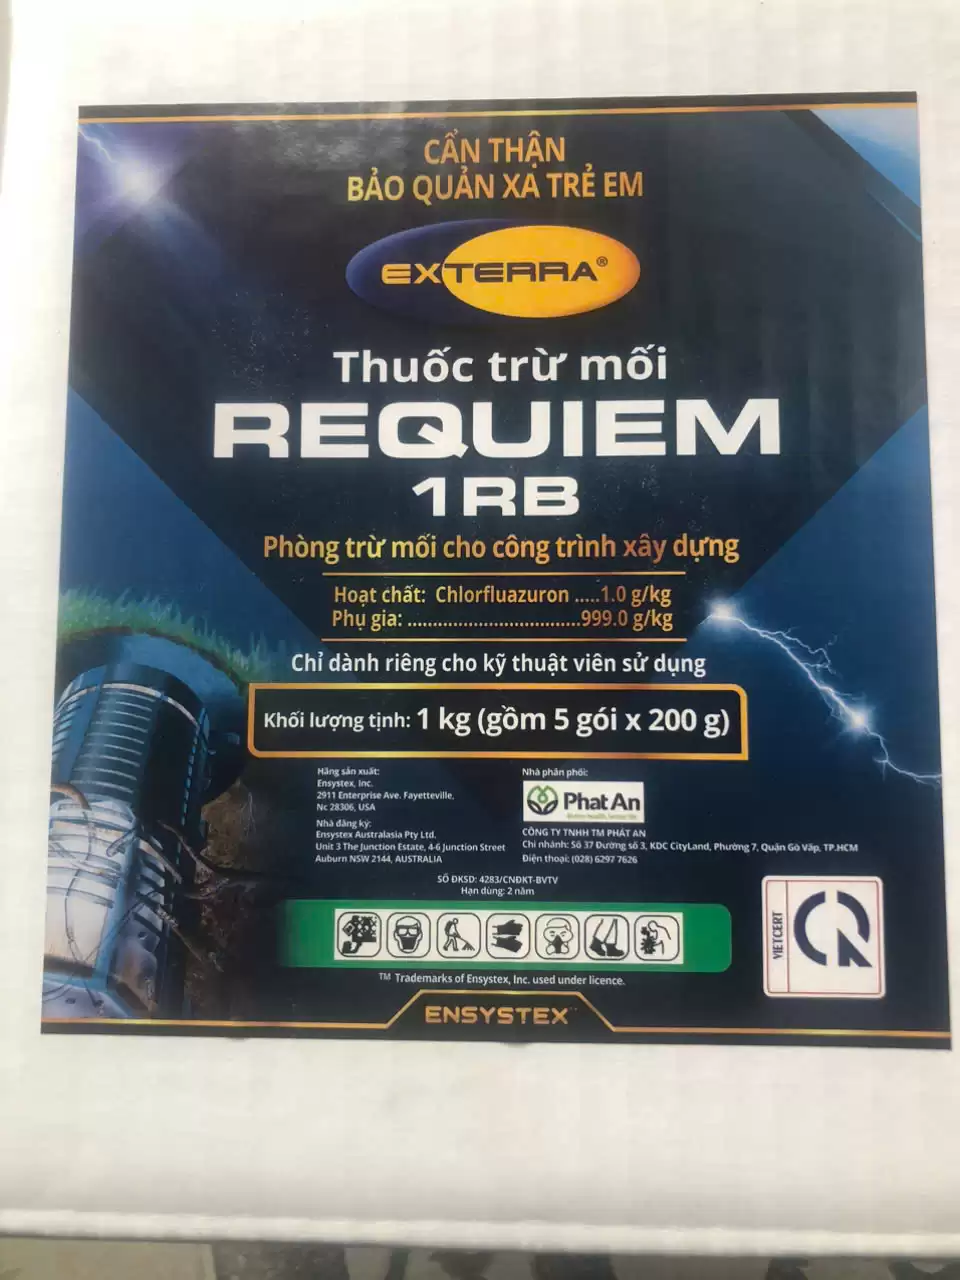 CẨN THẬN
BẢO QUẢN XA TRẺ EM
EXTERRA®
Thuốc trừ mối
REQUIEM
1RB
Phòng trừ mối cho công trình xây dựng
Hoạt chất: Chlorfluazuron .....1.0 g/kg
Phụ gia: ..................................999.0 g/kg
Chỉ dành riêng cho kỹ thuật viên sử dụng
Khối lượng tịnh: 1 kg (gồm 5 gói x 200 g)
Hãng sản xuất:
Ensystex, Inc.
2911 Enterprise Ave. Fayetteville,
Nc 28306, USA
Nhà đăng ký:
Ensystex Australasia Pty Ltd.
Unit 3 The Junction Estate, 4-6 Junction Street
Auburn NSW 2144, AUSTRALIA
Nhà phân phối:
Phat An
CÔNG TY TNHH TM PHÁT AN
Chi nhánh: Số 37 Đường số 3, KDC CityLand, Phường 7, Quận Gò Vấp, TP.HCM
Điện thoại: (028) 6297 7626
SỐ ĐKSD: 4283/CNĐKT-BVTV
Hạn dùng: 2 năm
VIETCERT
™ Trademarks of Ensystex, Inc. used under licence.
ENSYSTEX